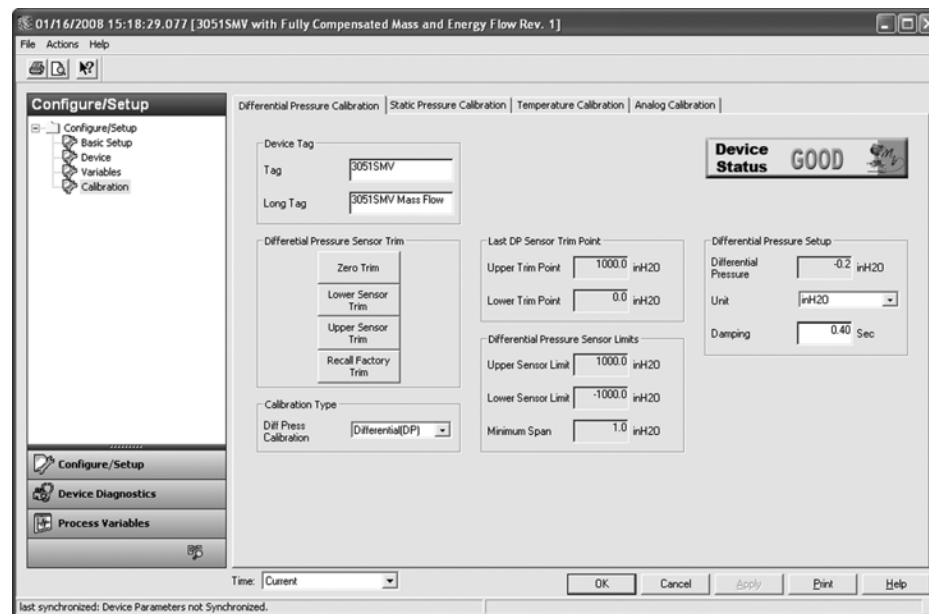 01/16/2008 15:18:29.077 [3051SMV with Fully Compensated Mass and Energy Flow Rev. 1]
File Actions Help
Configure/Setup
Configure/Setup
Basic Setup
Device
Variables
Calibration
Configure/Setup
Device Diagnostics
Process Variables
Differential Pressure Calibration Static Pressure Calibration Temperature Calibration Analog Calibration
Device Tag
Tag 3051SMV
Long Tag 3051SMV Mass Flow
Device Status GOOD
Differetial Pressure Sensor Trim
Zero Trim
Lower Sensor
Trim
Upper Sensor
Trim
Recall Factory
Trim
Calibration Type
Diff Press
Calibration
Differential(DP)
Last DP Sensor Trim Point
Upper Trim Point 1000.0 inH2O
Lower Trim Point 0.0 inH2O
Differential Pressure Sensor Limits
Upper Sensor Limit 1000.0 inH2O
Lower Sensor Limit -1000.0 inH2O
Minimum Span 1.0 inH2O
Differential Pressure Setup
Differential
Pressure
-0.2 inH2O
Unit inH2O
Damping 0.40 Sec
Time: Current
OK Cancel Apply Print Help
last synchronized: Device Parameters not Synchronized.